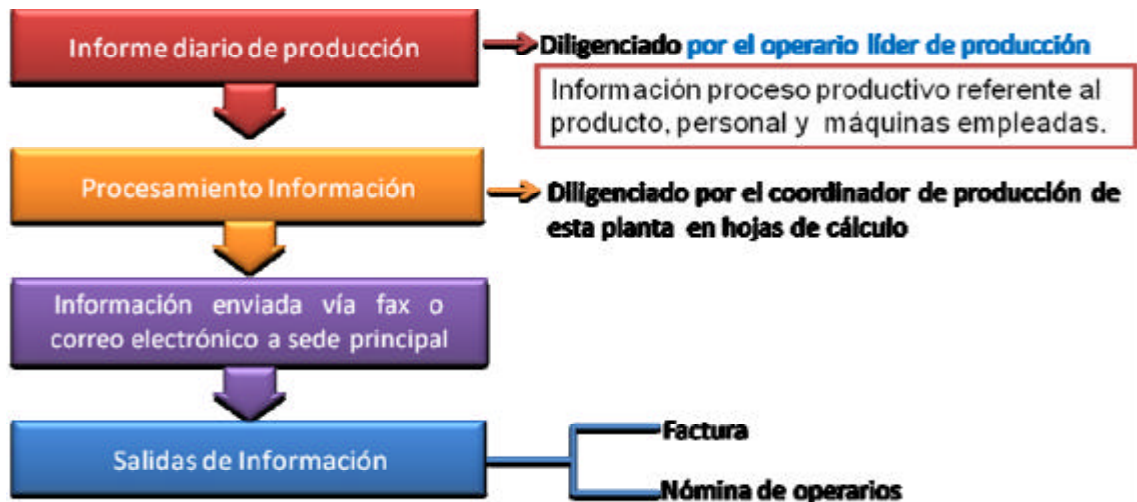 Informe diario de producción
Diligenciado por el operario líder de producción
Información proceso productivo referente al
producto, personal y máquinas empleadas.
Procesamiento Información
Diligenciado por el coordinador de producción de
esta planta en hojas de cálculo
Información enviada vía fax o
correo electrónico a sede principal
Salidas de Información
Factura
Nómina de operarios